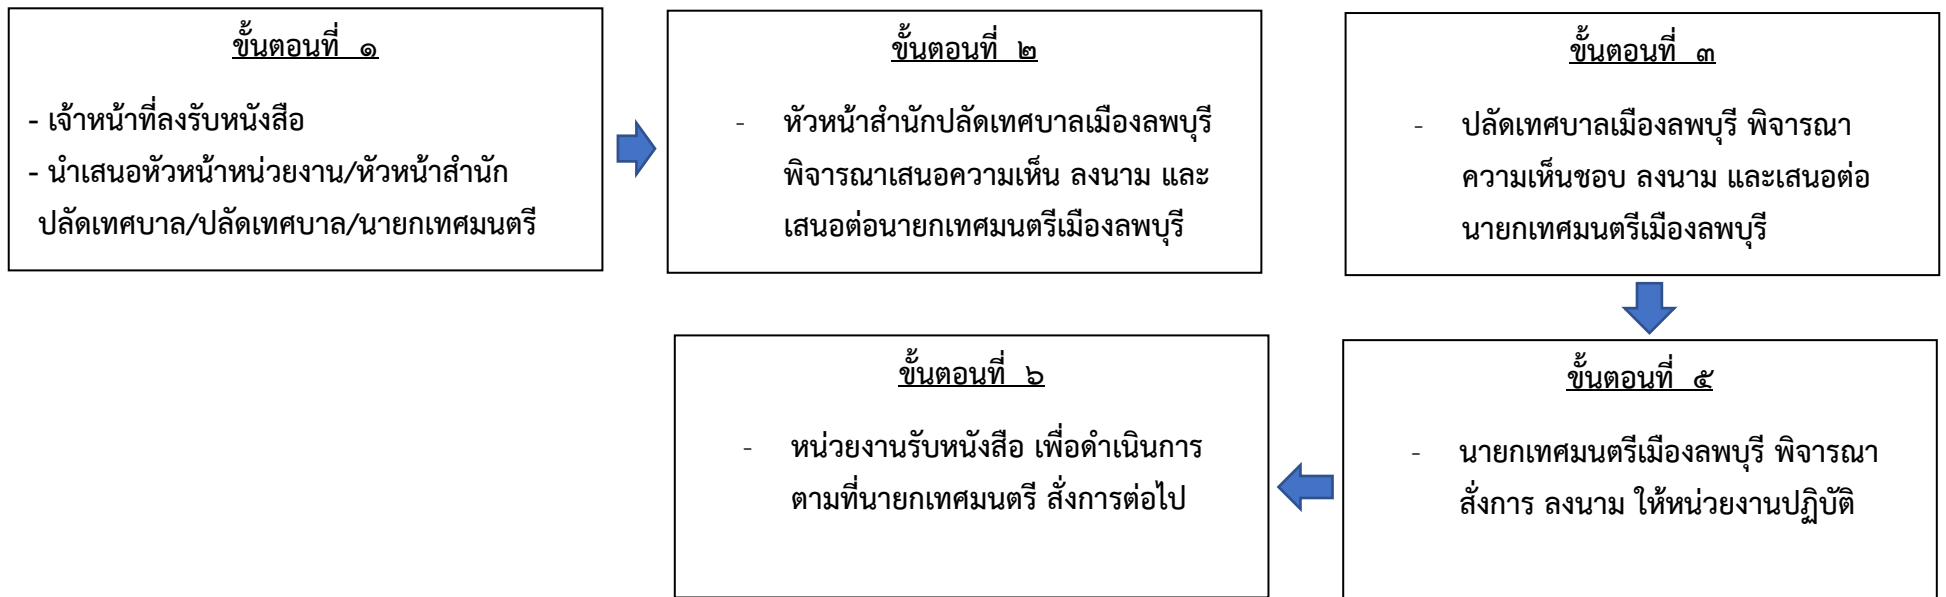 ขั้นตอนที่ ๑
- เจ้าหน้าที่ลงรับหนังสือ
- นำเสนอหัวหน้าหน่วยงาน/หัวหน้าสำนัก
ปลัดเทศบาล/ปลัดเทศบาล/นายกเทศมนตรี
ขั้นตอนที่ ๒
- หัวหน้าสำนักปลัดเทศบาลเมืองลพบุรี
พิจารณาเสนอความเห็น ลงนาม และ
เสนอต่อนายกเทศมนตรีเมืองลพบุรี
ขั้นตอนที่ ๓
- ปลัดเทศบาลเมืองลพบุรี พิจารณา
ความเห็นชอบ ลงนาม และเสนอต่อ
นายกเทศมนตรีเมืองลพบุรี
ขั้นตอนที่ ๕
- นายกเทศมนตรีเมืองลพบุรี พิจารณา
สั่งการ ลงนาม ให้หน่วยงานปฏิบัติ
ขั้นตอนที่ ๖
- หน่วยงานรับหนังสือ เพื่อดำเนินการ
ตามที่นายกเทศมนตรี สั่งการต่อไป